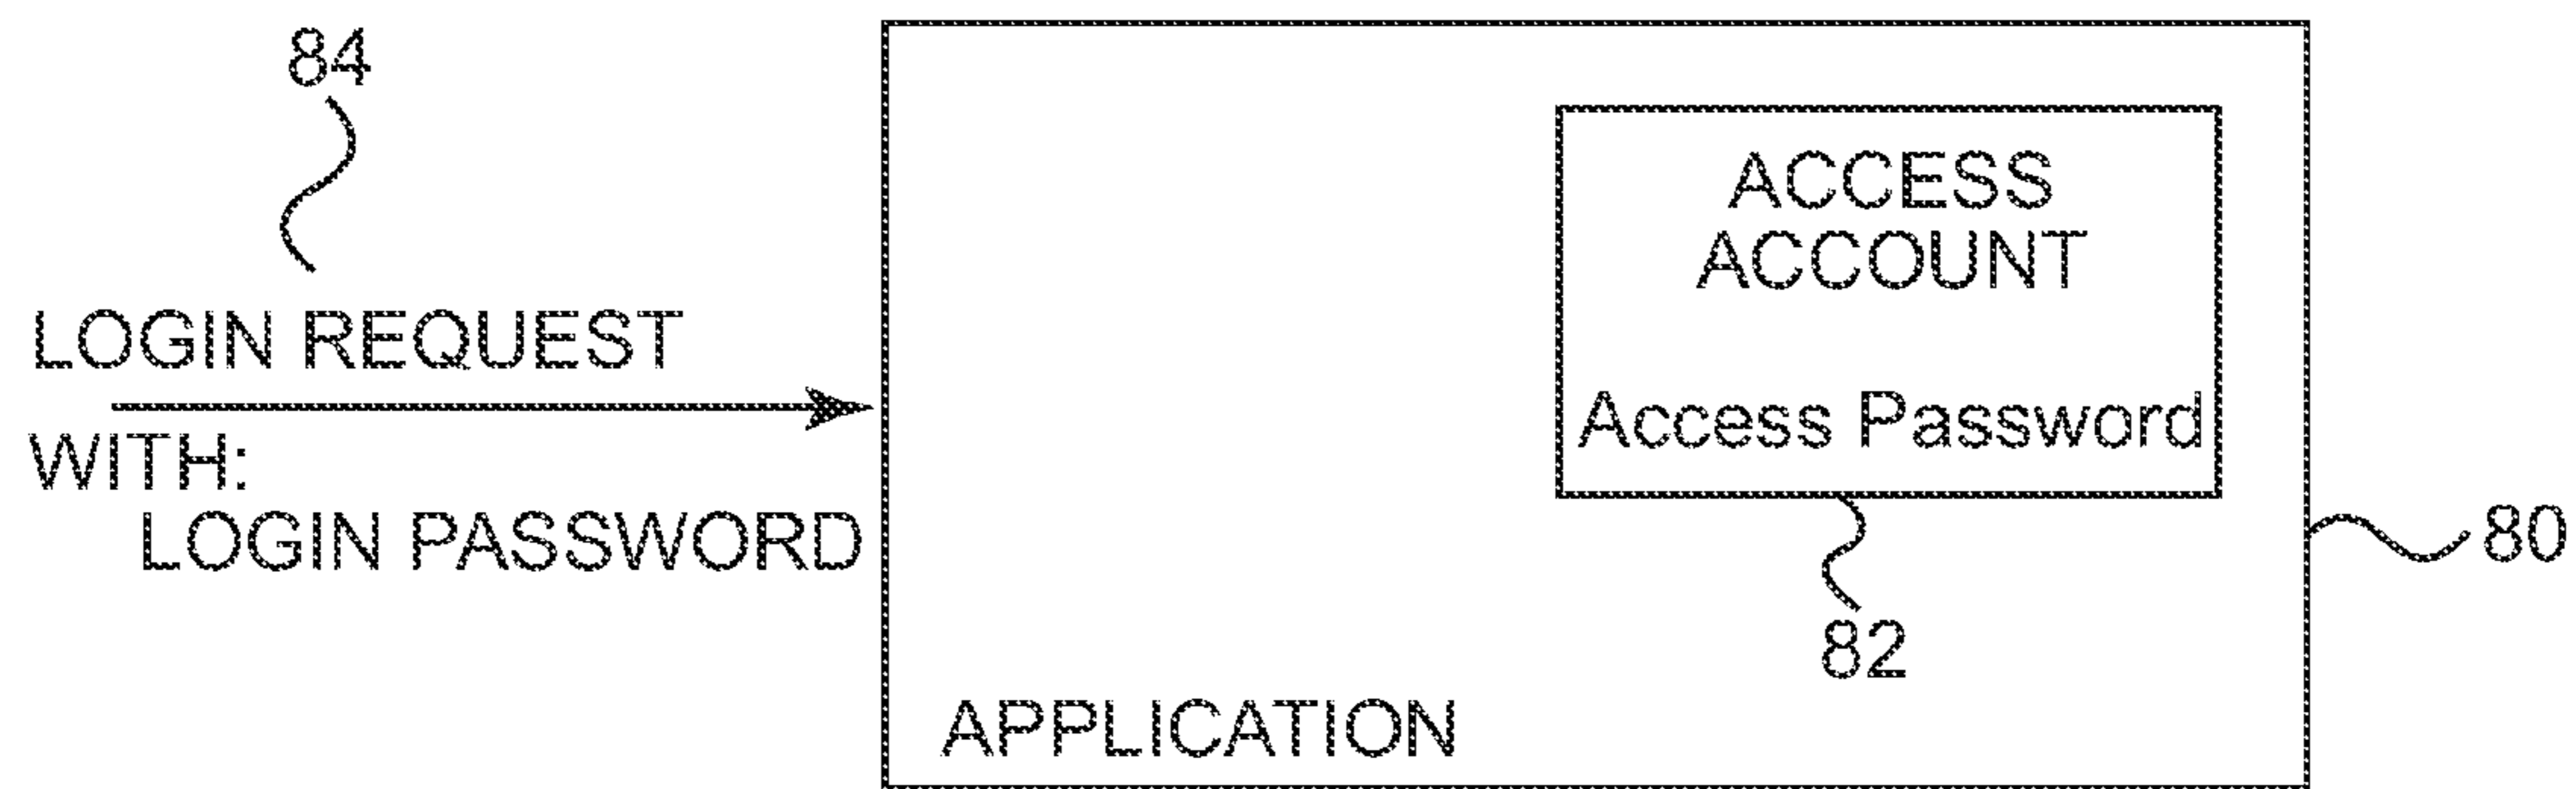 84
LOGIN REQUEST
WITH:
LOGIN PASSWORD
ACCESS
ACCOUNT
Access Password
82
80
APPLICATION